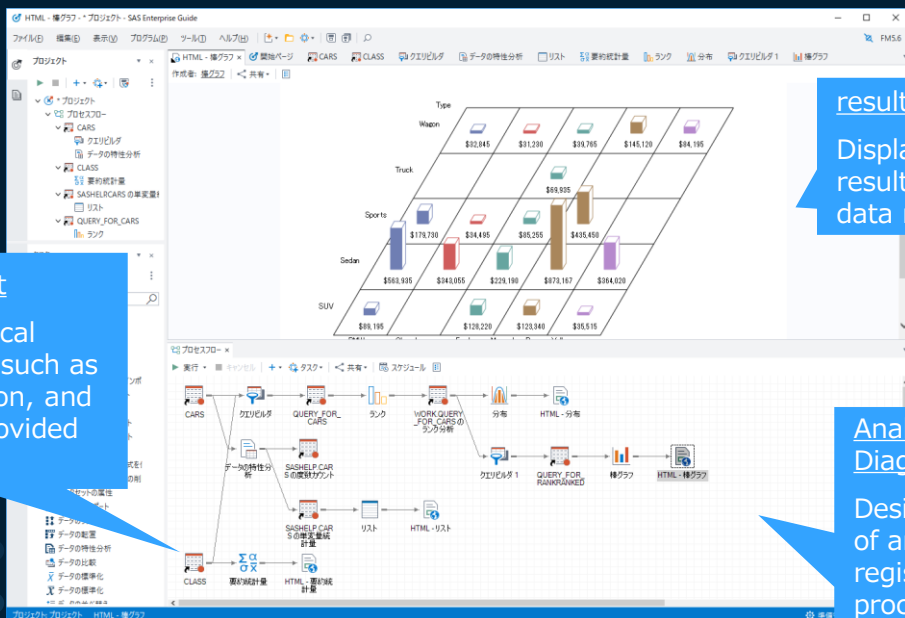 HTML - 棒グラフ - * プロジェクト - SAS Enterprise Guide
ファイル(F) 編集(E) 表示(V) プログラム(P) ツール(T) ヘルプ(H)
FM5.6
プロジェクト
HTML - 棒グラフ × 開始ページ CARS CLASS クエリビルダ データの特性分析 リスト 要約統計量 ランク 分布 クエリビルダ 1 棒グラフ
作成者: 棒グラフ 共有
* プロジェクト
プロセスフロー
CARS
クエリビルダ
データの特性分析
CLASS
要約統計量
SASHELP.CARS の単変量
リスト
QUERY_FOR_CARS
ランク
Type
Wagon
$32,845 $31,230 $39,765 $145,120 $84,195
Truck
$69,935
Sports
$179,730 $34,495 $85,255 $435,450
Sedan
$563,935 $343,055 $229,190 $873,167 $364,020
SUV
$89,195 $120,220 $123,340 $35,515
result
Displa
result
data
t
cal
such as
on, and
ovided
プロセスフロー ×
実行 キャンセル タスク 共有 スケジュール
CARS
クエリビルダ
QUERY_FOR_
CARS
ランク
WORK.QUERY
_FOR_CARS の
ランク分析
分布
HTML - 分布
データの特性分
析
SASHELP.CAR
S の度数カウント
クエリビルダ 1
QUERY_FOR_
RANKRANKED
棒グラフ
HTML - 棒グラフ
SASHELP.CAR
S の単変量統
計量
リスト
HTML - リスト
CLASS
要約統計量
HTML - 要約統
計量
セットの属性
データの転置
データの特性分析
データの比較
データの標準化
データの標準化
Ana
Diag
Desi
of a
regis
proc
プロジェクト: プロジェクト HTML - 棒グラフ